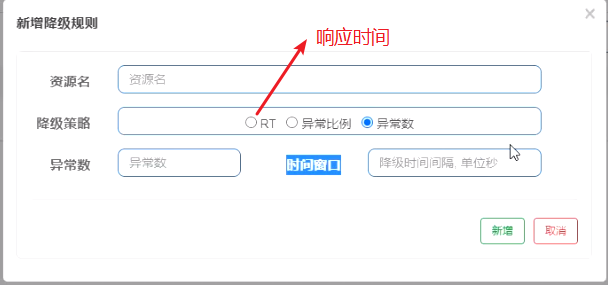 新增降级规则
×
响应时间
资源名 资源名
降级策略 RT 异常比例 异常数
异常数 异常数 时间窗口 降级时间间隔, 单位秒
新增 取消